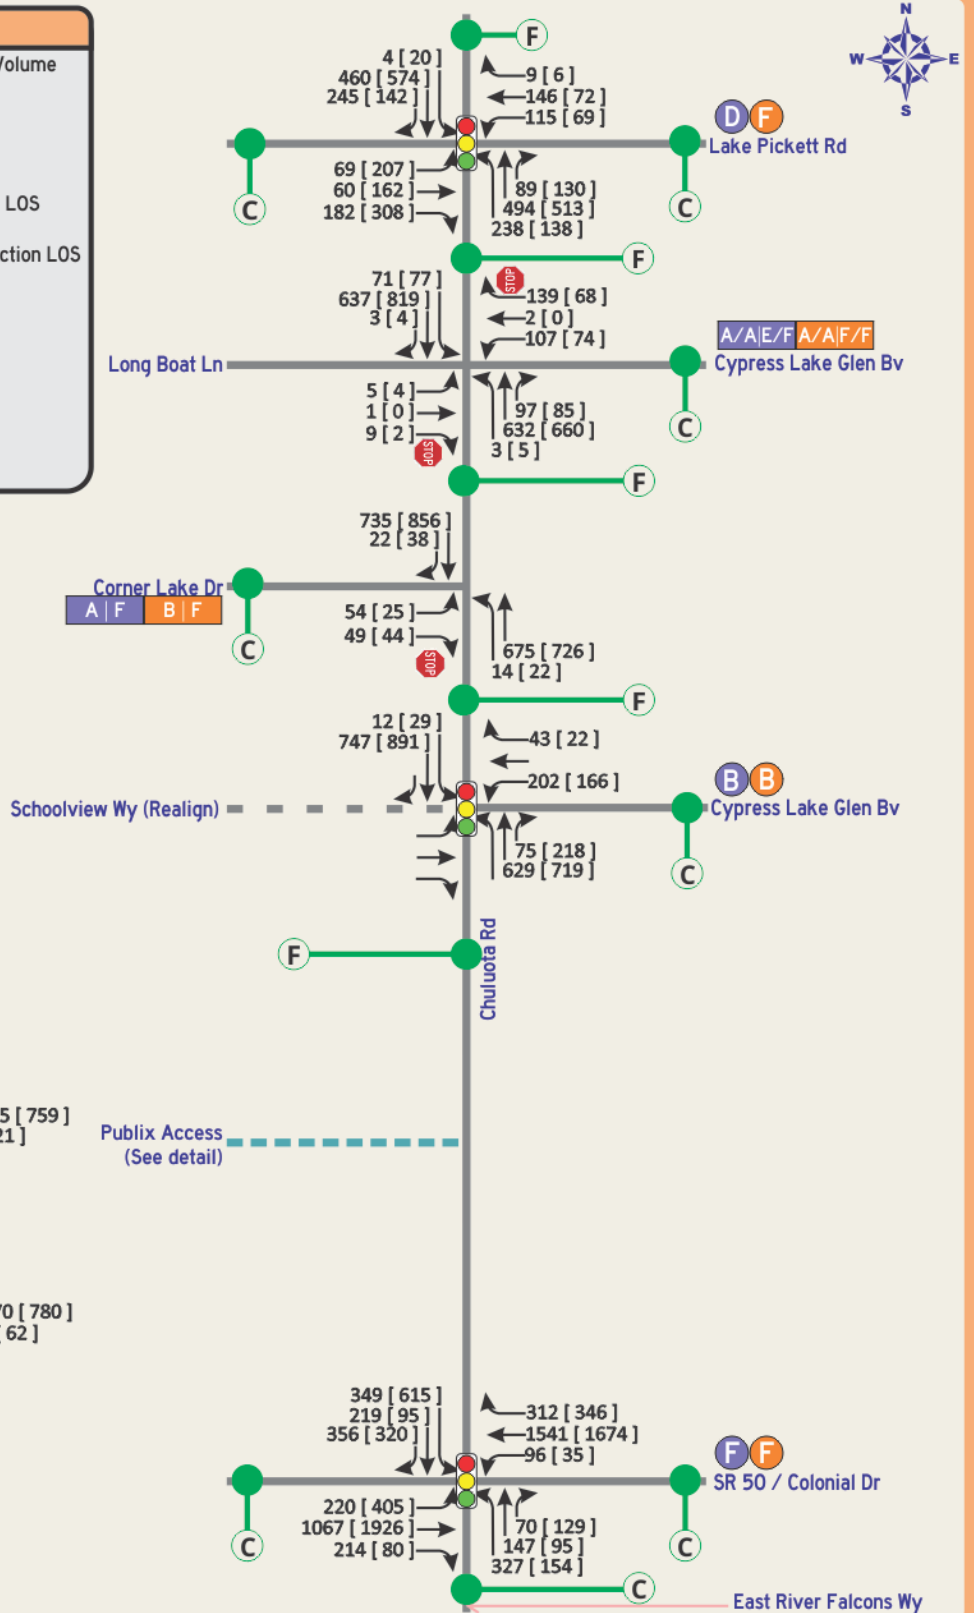 N
W E
S
/olume
LOS
ction LOS
F
4 [ 20 ]
460 [ 574 ]
245 [ 142 ]
9 [ 6 ]
146 [ 72 ]
115 [ 69 ]
D F
Lake Pickett Rd
C
C
69 [ 207 ]
60 [ 162 ]
182 [ 308 ]
89 [ 130 ]
494 [ 513 ]
238 [ 138 ]
F
STOP
71 [ 77 ]
637 [ 819 ]
3 [ 4 ]
139 [ 68 ]
2 [ 0 ]
107 [ 74 ]
A/A|E/F A/A|F/F
Long Boat Ln
Cypress Lake Glen Bv
C
5 [ 4 ]
1 [ 0 ]
9 [ 2 ]
STOP
97 [ 85 ]
632 [ 660 ]
3 [ 5 ]
F
735 [ 856 ]
22 [ 38 ]
Corner Lake Dr
A | F B | F
C
54 [ 25 ]
49 [ 44 ]
STOP
675 [ 726 ]
14 [ 22 ]
F
12 [ 29 ]
747 [ 891 ]
43 [ 22 ]
202 [ 166 ]
B B
Schoolview Wy (Realign)
Cypress Lake Glen Bv
C
75 [ 218 ]
629 [ 719 ]
F
Chuluota Rd
5 [ 759 ]
21 ]
Publix Access
(See detail)
0 [ 780 ]
62 ]
349 [ 615 ]
219 [ 95 ]
356 [ 320 ]
312 [ 346 ]
1541 [ 1674 ]
96 [ 35 ]
F F
SR 50 / Colonial Dr
C
C
220 [ 405 ]
1067 [ 1926 ]
214 [ 80 ]
70 [ 129 ]
147 [ 95 ]
327 [ 154 ]
C
East River Falcons Wy